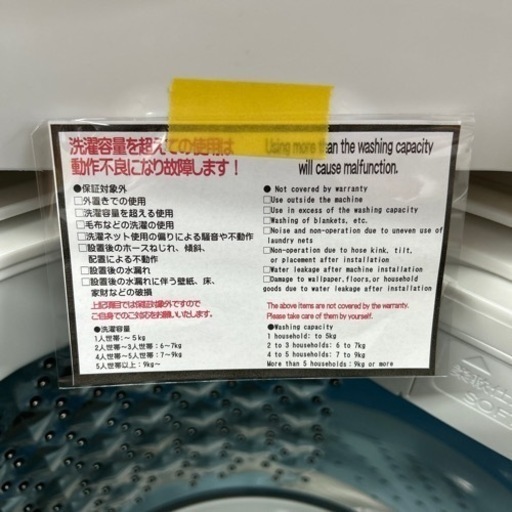 洗濯容量を超えての使用は
動作不良になり故障します！
●保証対象外
□外置きでの使用
□洗濯容量を超える使用
□毛布などの洗濯の使用
□洗濯ネット使用の偏りによる騒音や不動作
□設置後のホースねじれ、傾斜、
配置による不動作
□設置後の水漏れ
□設置後の水漏れに伴う壁紙、床、
家財などの破損
上記項目では保証対象外ですので
ご自身でのご対応をお願いいたします。
●洗濯容量
1人世帯：～5kg
2人世帯～3人世帯：6～7kg
4人世帯～5人世帯：7～9kg
5人世帯以上：9kg～
Using more than the washing capacity
will cause malfunction.
● Not covered by warranty
□Use outside the machine
□Use in excess of the washing capacity
□Washing of blankets, etc.
□Noise and non-operation due to uneven use of
laundry nets
□Non-operation due to hose kink, tilt,
or placement after installation
□Water leakage after machine installation
□Damage to wallpaper,floors,or household
goods due to water leakage after installation
The above items are not covered by the warranty.
Please take care of them by yourself.
●Washing capacity
1 household: to 5kg
2 to 3 households: 6 to 7kg
4 to 5 households: 7 to 9kg
More than 5 households: 9kg or more